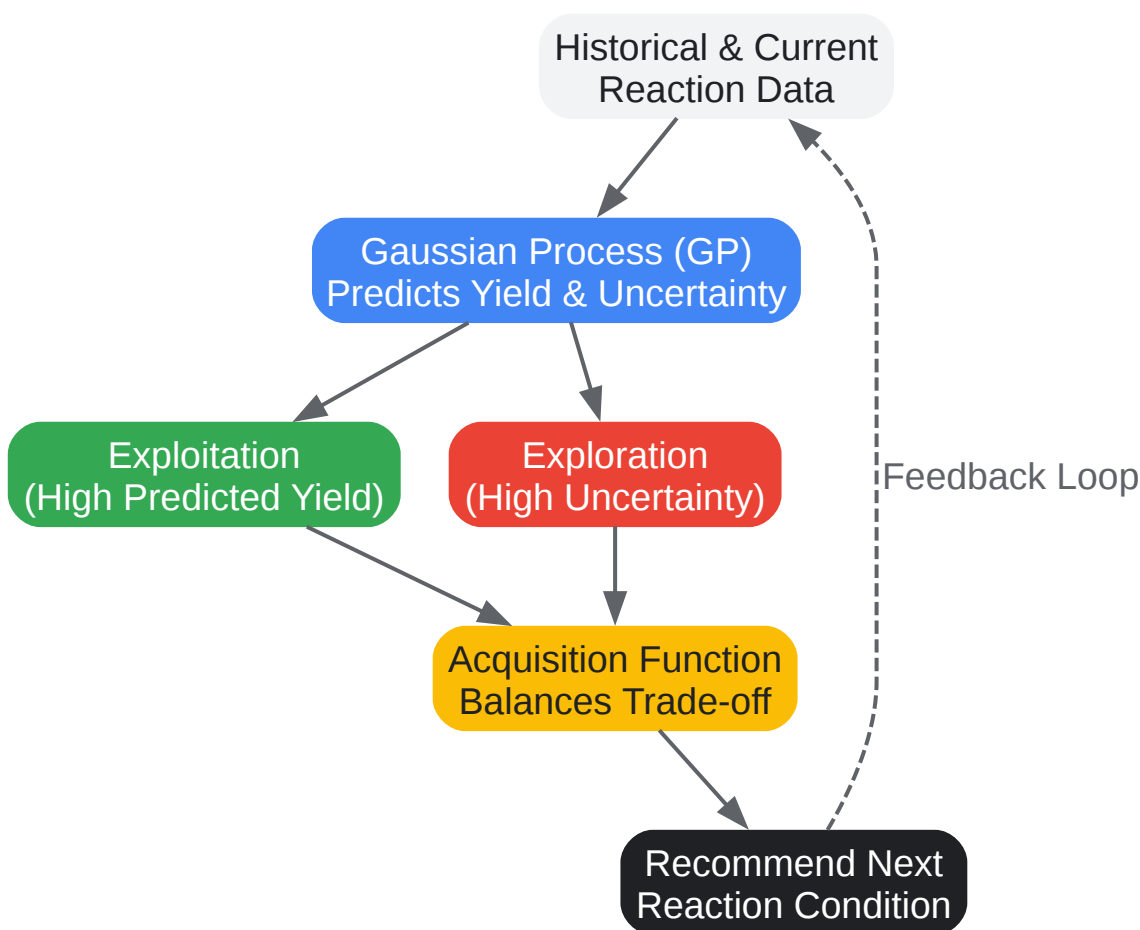 Historical & Current
Reaction Data
Gaussian Process (GP)
Predicts Yield & Uncertainty
Exploitation
(High Predicted Yield)
Exploration
(High Uncertainty)
Feedback Loop
Acquisition Function
Balances Trade-off
Recommend Next
Reaction Condition